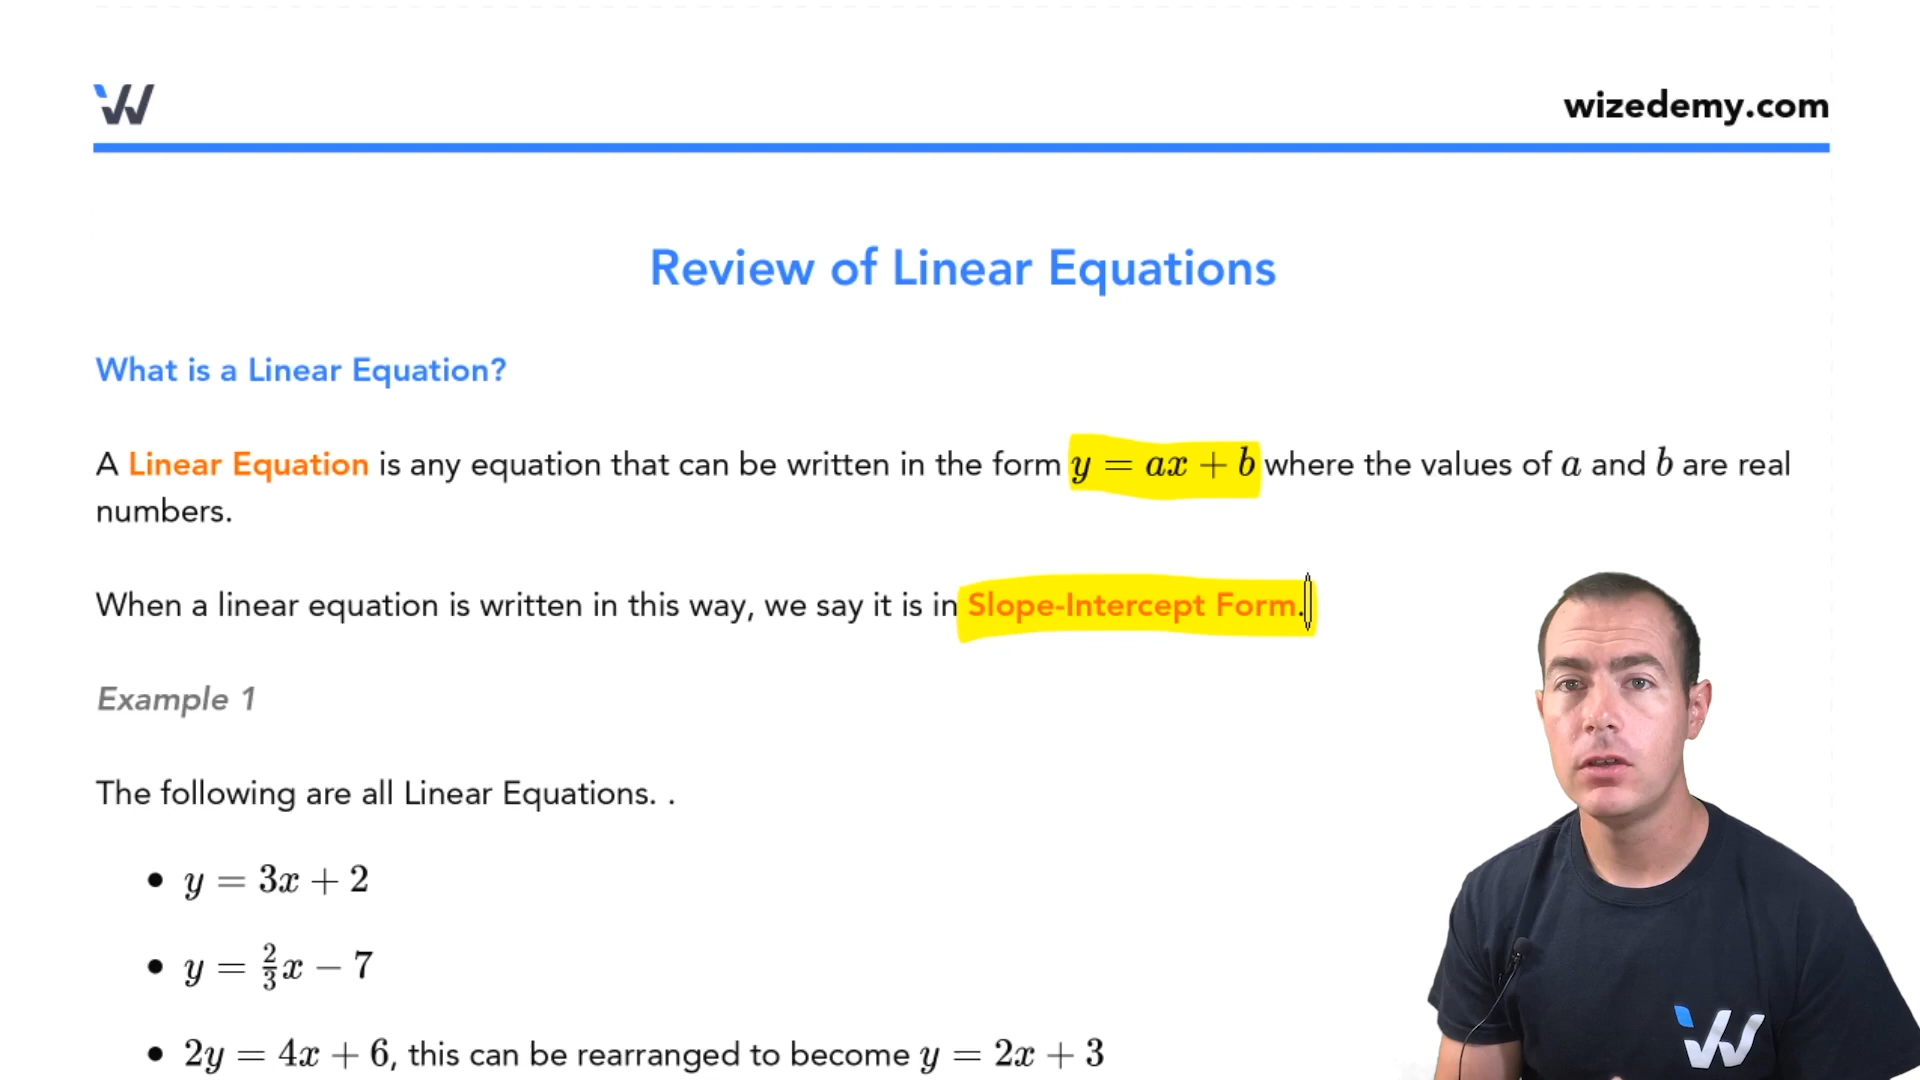 W wizedemy.com
Review of Linear Equations
What is a Linear Equation?
A Linear Equation is any equation that can be written in the form y = ax + b where the values of a and b are real
numbers.
When a linear equation is written in this way, we say it is in Slope-Intercept Form.
Example 1
The following are all Linear Equations. .
• y = 3x + 2
• y = 2/3x − 7
• 2y = 4x + 6, this can be rearranged to become y = 2x + 3
W